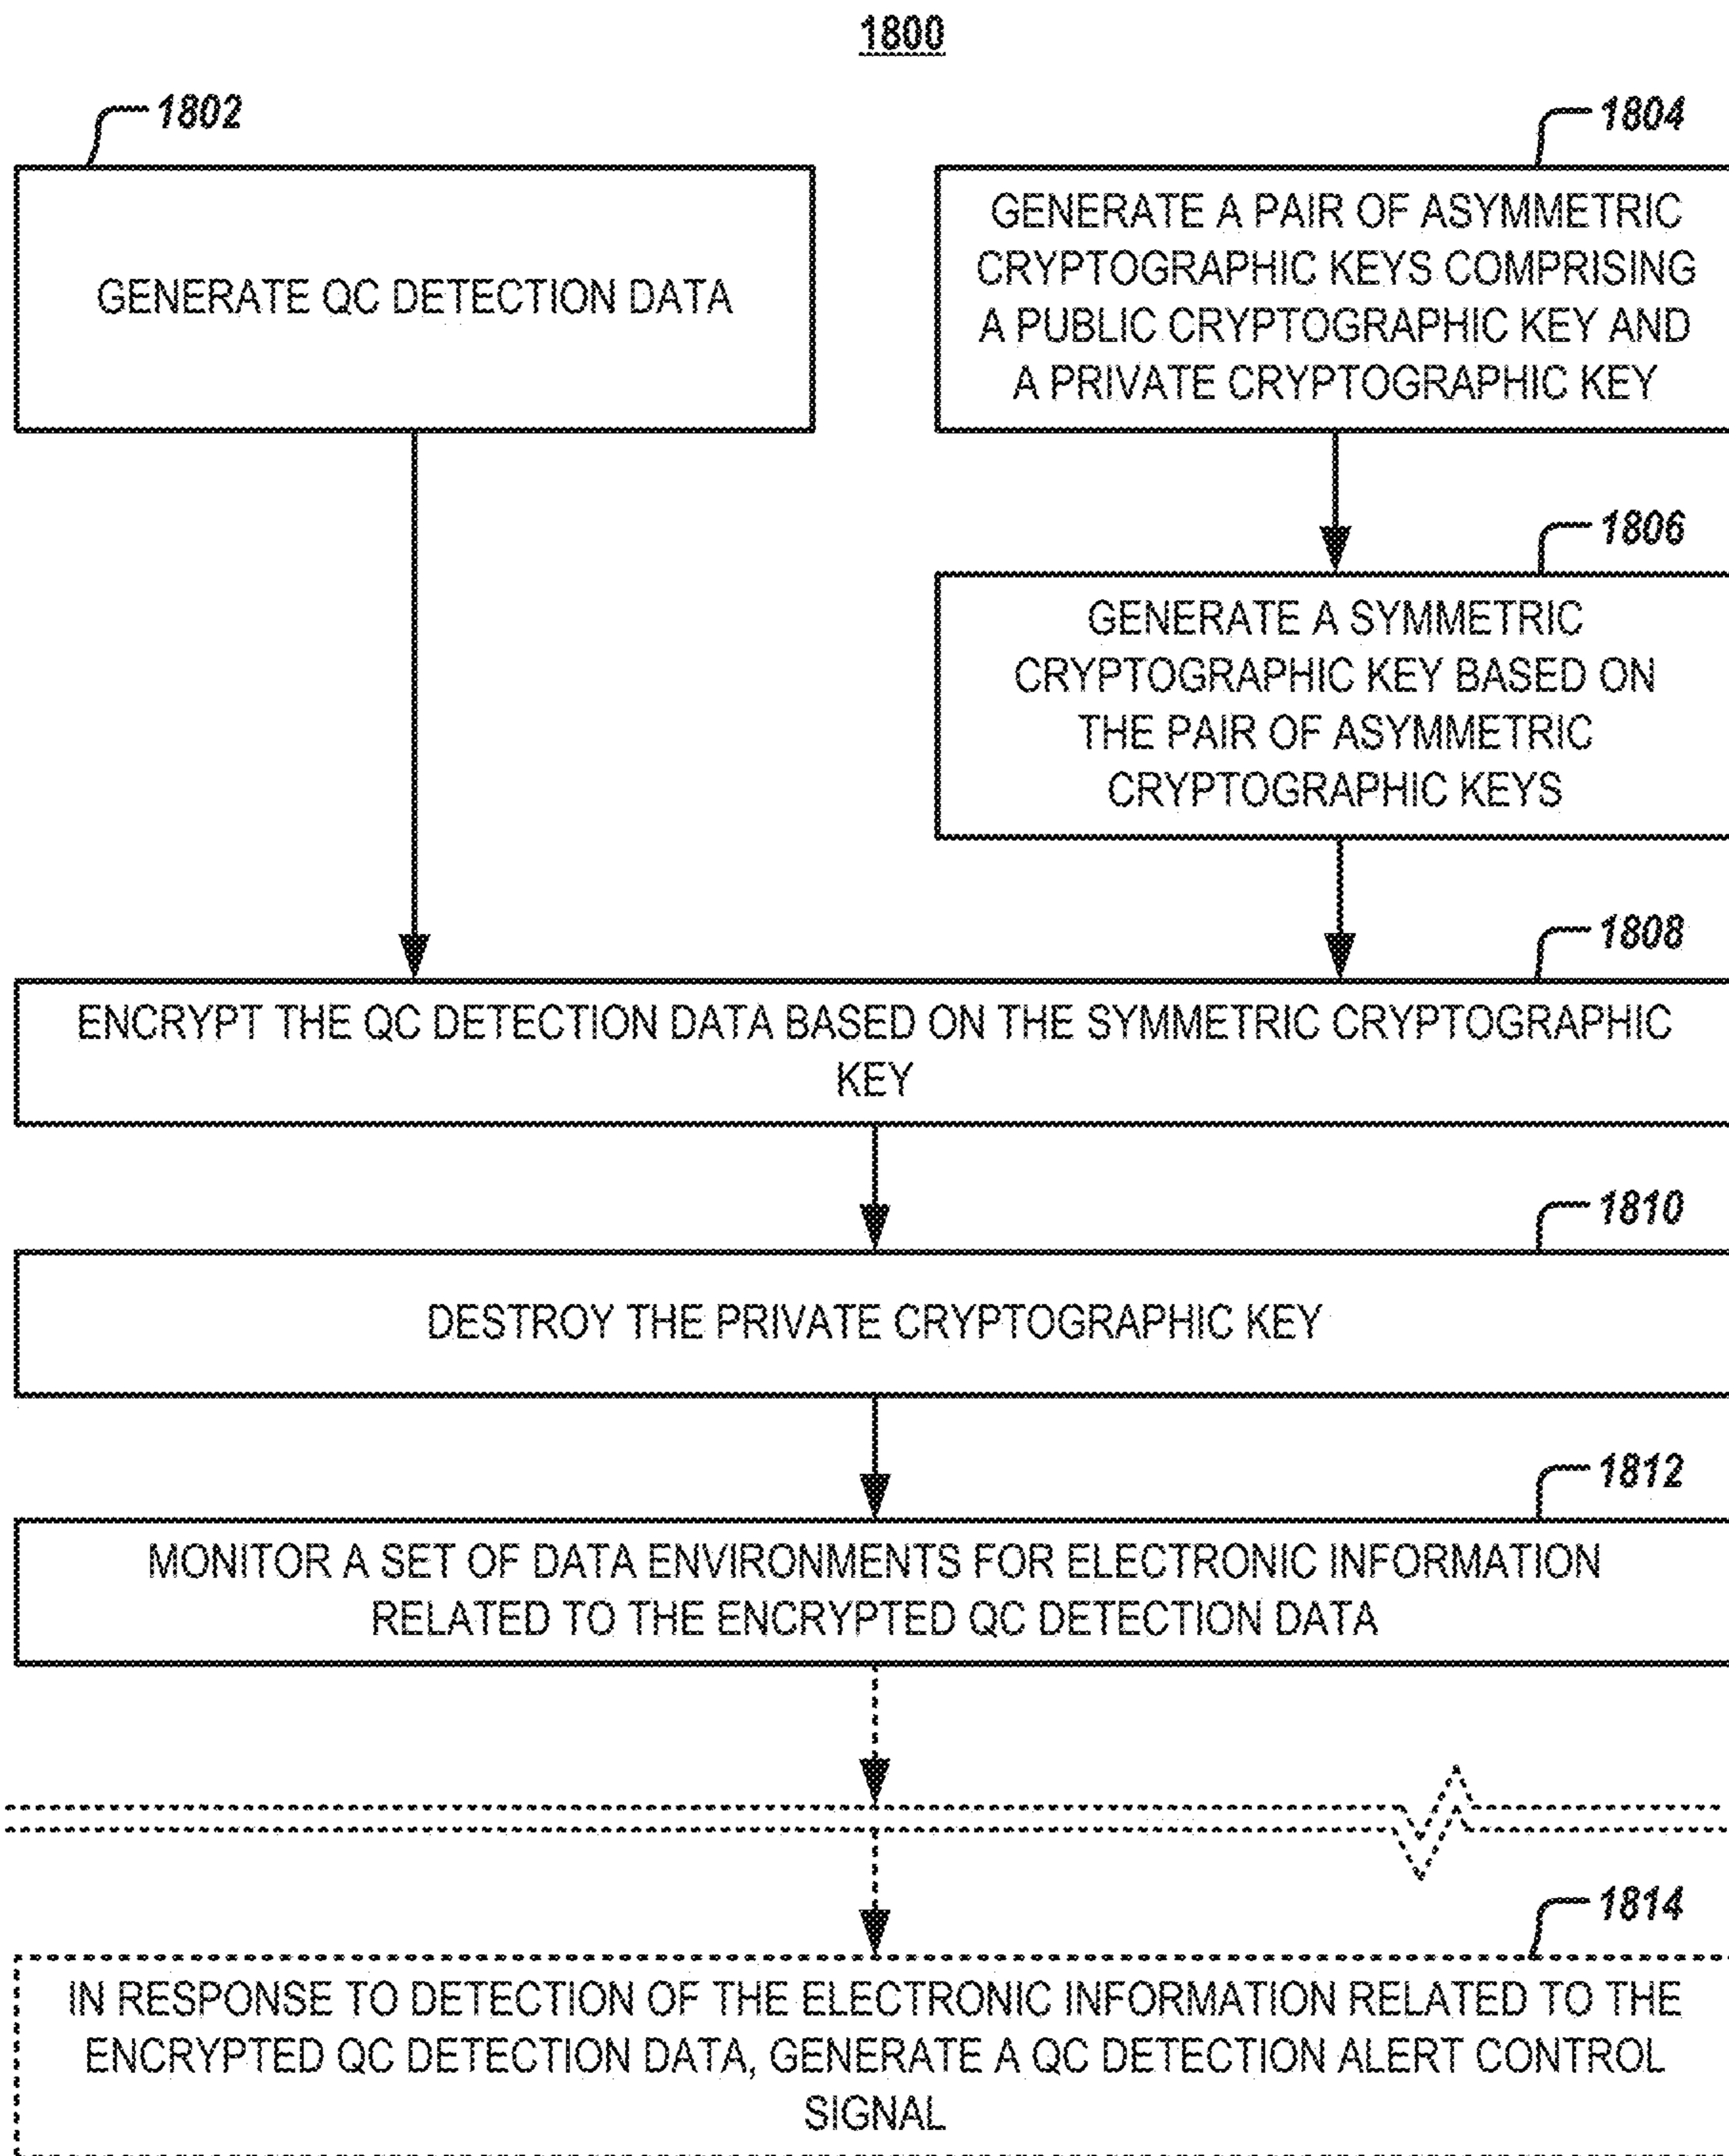 1800
1802
GENERATE QC DETECTION DATA
1804
GENERATE A PAIR OF ASYMMETRIC
CRYPTOGRAPHIC KEYS COMPRISING
A PUBLIC CRYPTOGRAPHIC KEY AND
A PRIVATE CRYPTOGRAPHIC KEY
1806
GENERATE A SYMMETRIC
CRYPTOGRAPHIC KEY BASED ON
THE PAIR OF ASYMMETRIC
CRYPTOGRAPHIC KEYS
1808
ENCRYPT THE QC DETECTION DATA BASED ON THE SYMMETRIC CRYPTOGRAPHIC
KEY
1810
DESTROY THE PRIVATE CRYPTOGRAPHIC KEY
1812
MONITOR A SET OF DATA ENVIRONMENTS FOR ELECTRONIC INFORMATION
RELATED TO THE ENCRYPTED QC DETECTION DATA
1814
IN RESPONSE TO DETECTION OF THE ELECTRONIC INFORMATION RELATED TO THE
ENCRYPTED QC DETECTION DATA, GENERATE A QC DETECTION ALERT CONTROL
SIGNAL